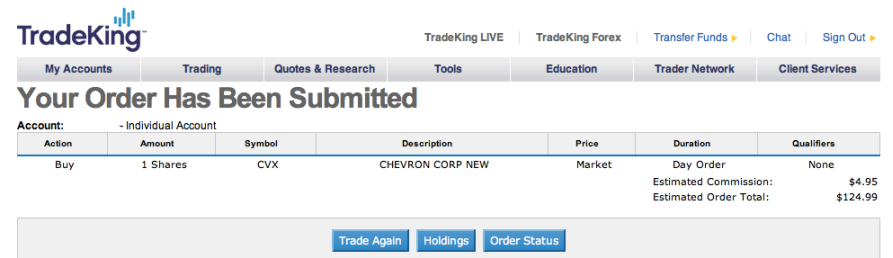 TradeKing
TradeKing LIVE TradeKing Forex Transfer Funds Chat Sign Out
My Accounts Trading Quotes & Research Tools Education Trader Network Client Services
Your Order Has Been Submitted
Account: - Individual Account
Action Amount Symbol Description Price Duration Qualifiers
Buy 1 Shares CVX CHEVRON CORP NEW Market Day Order None
Estimated Commission: $4.95
Estimated Order Total: $124.99
Trade Again Holdings Order Status